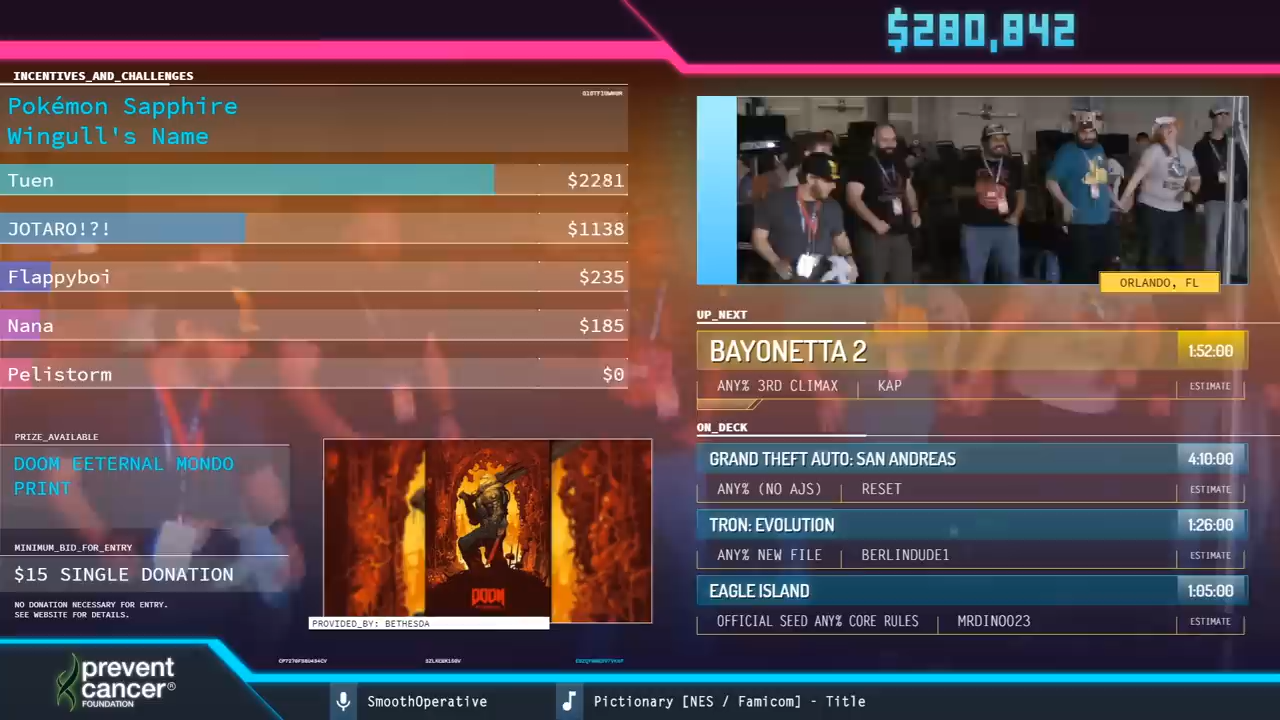 $280,842
INCENTIVES_AND_CHALLENGES
Pokémon Sapphire
Wingull's Name
Tuen $2281
JOTARO!?! $1138
Flappyboi $235
Nana $185
Pelistorm $0
PRIZE_AVAILABLE
DOOM EETERNAL MONDO
PRINT
MINIMUM_BID_FOR_ENTRY
$15 SINGLE DONATION
NO DONATION NECESSARY FOR ENTRY.
SEE WEBSITE FOR DETAILS.
DOOM
PROVIDED_BY: BETHESDA
ORLANDO, FL
UP_NEXT
BAYONETTA 2 1:52:00
ANY% 3RD CLIMAX KAP ESTIMATE
ON_DECK
GRAND THEFT AUTO: SAN ANDREAS 4:10:00
ANY% (NO AJS) RESET ESTIMATE
TRON: EVOLUTION 1:26:00
ANY% NEW FILE BERLINDUDE1 ESTIMATE
EAGLE ISLAND 1:05:00
OFFICIAL SEED ANY% CORE RULES MRDINO023 ESTIMATE
prevent
cancer®
FOUNDATION
SmoothOperative
Pictionary [NES / Famicom] - Title